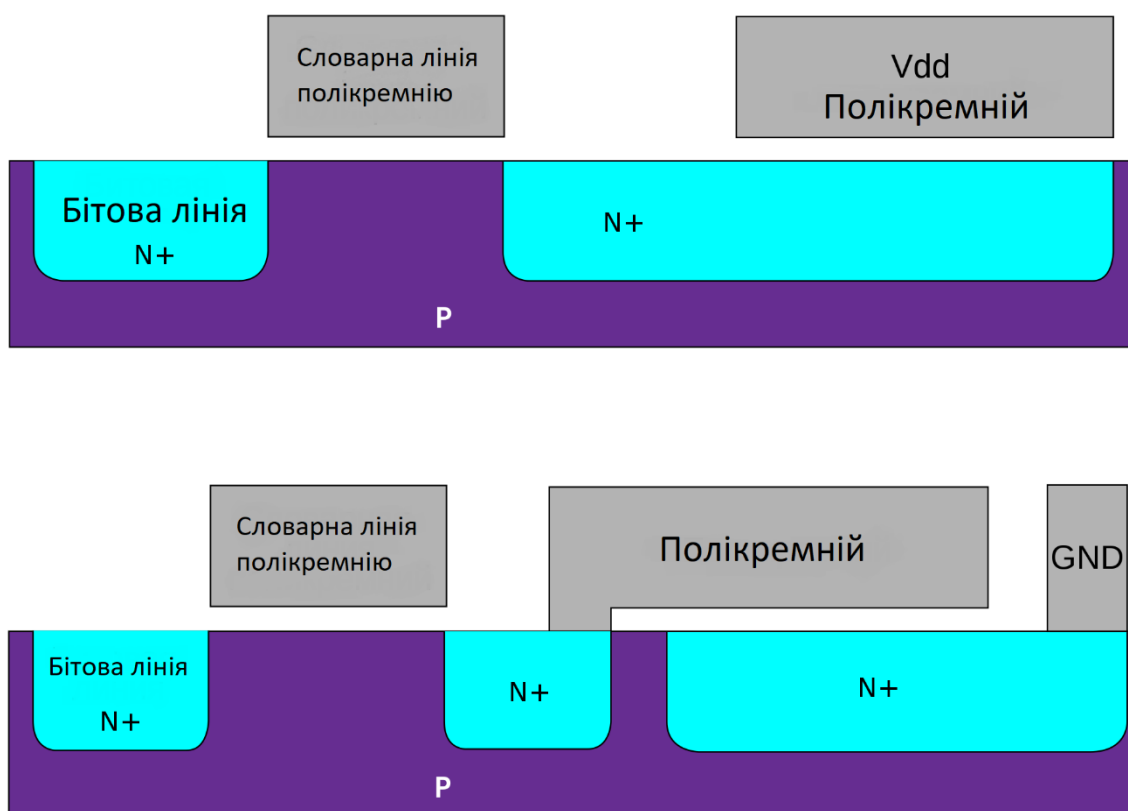 Словарна лінія
полікремнію
Vdd
Полікремній
Бітова лінія
N+
N+
P
Словарна лінія
полікремнію
Полікремній
GND
Бітова лінія
N+
N+
N+
P